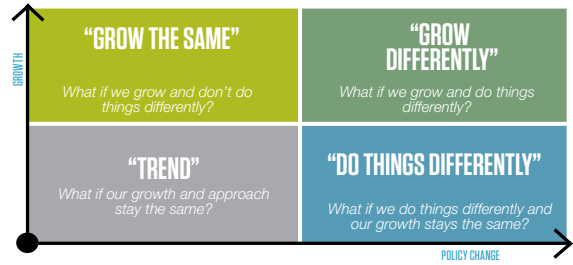 GROWTH
“GROW THE SAME”
What if we grow and don’t do
things differently?
“GROW
DIFFERENTLY”
What if we grow and do things
differently?
“TREND”
What if our growth and approach
stay the same?
“DO THINGS DIFFERENTLY”
What if we do things differently and
our growth stays the same?
POLICY CHANGE